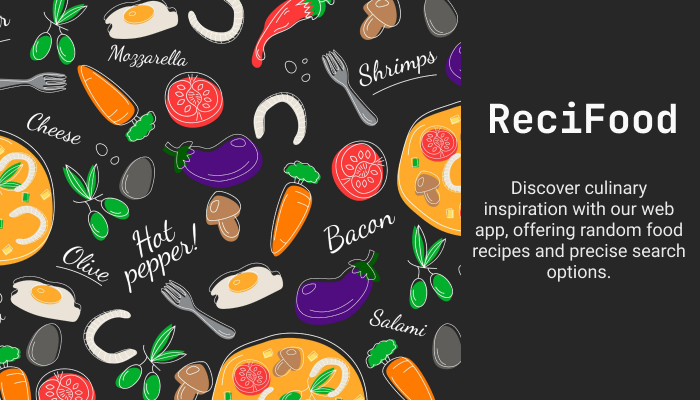 Mozzarella
Shrimps
Cheese
Hot
pepper!
Bacon
Olive
Salami
ReciFood
Discover culinary
inspiration with our web
app, offering random food
recipes and precise search
options.